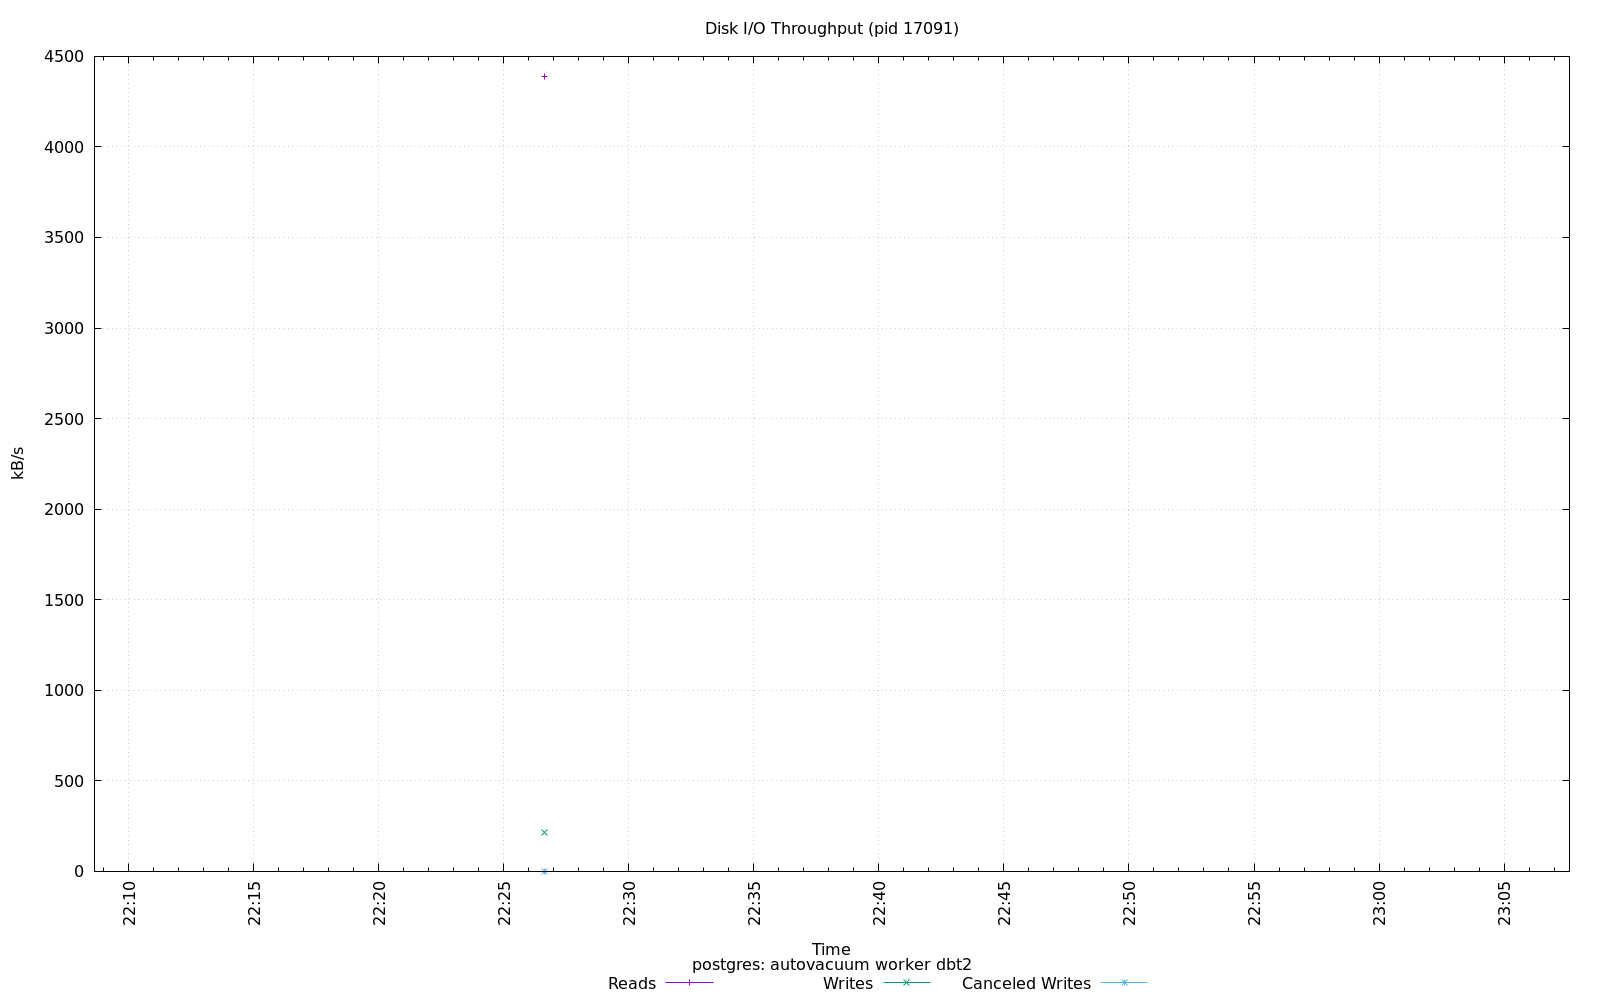 Disk I/O Throughput (pid 17091)
4500
4000
3500
3000
2500
2000
1500
1000
500
0
kB/s
22:10 22:15 22:20 22:25 22:30 22:35 22:40 22:45 22:50 22:55 23:00 23:05
Time
postgres: autovacuum worker dbt2
Reads Writes Canceled Writes